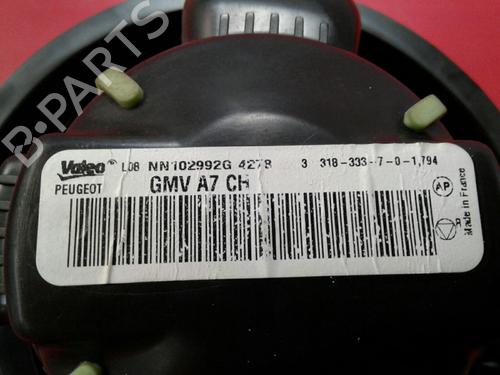 B-PARTS
Valeo L08 NN102992G 4278 3 318-333-7-0-1,794
PEUGEOT GMV A7 CH
AP
Made in France